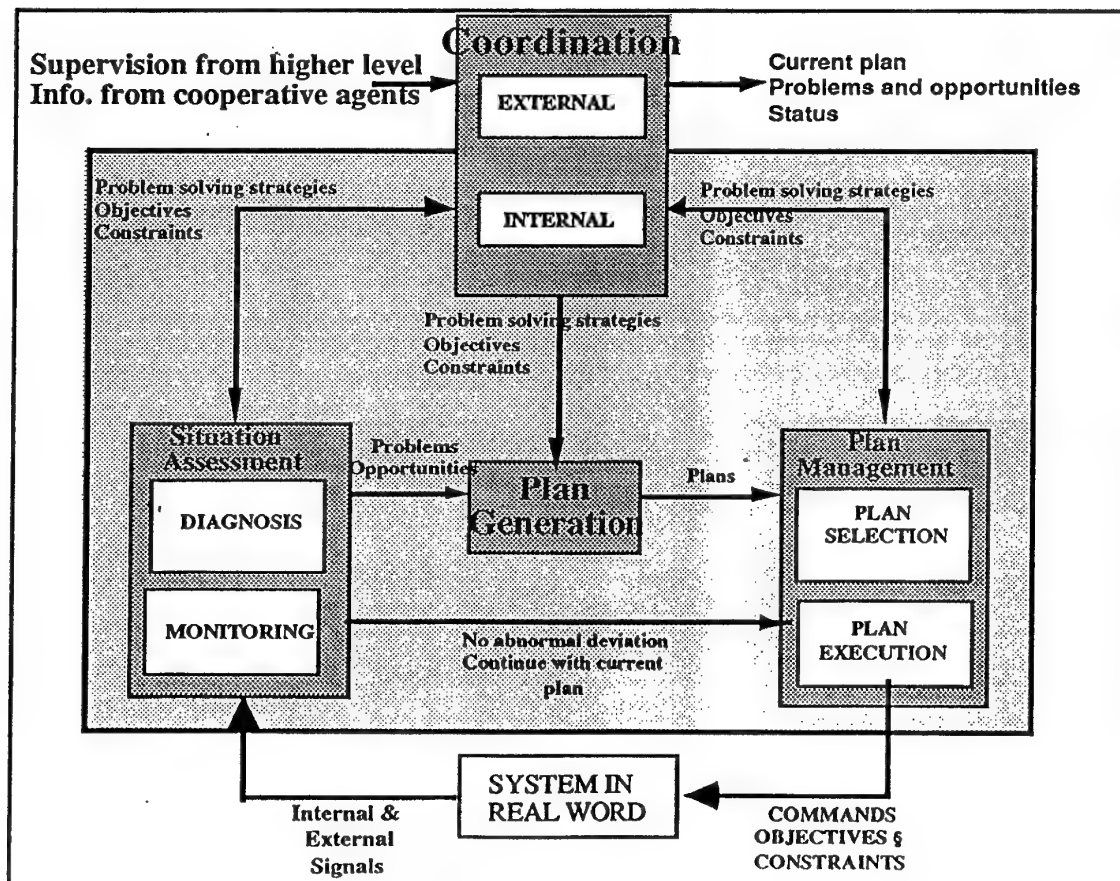 Coordination
Supervision from higher level
Info. from cooperative agents
EXTERNAL
Current plan
Problems and opportunities
Status
Problem solving strategies
Objectives
Constraints
INTERNAL
Problem solving strategies
Objectives
Constraints
Problem solving strategies
Objectives
Constraints
Situation
Assessment
Problems
Opportunities
Plan
Generation
Plans
Plan
Management
DIAGNOSIS
PLAN
SELECTION
MONITORING
No abnormal deviation
Continue with current
plan
PLAN
EXECUTION
SYSTEM IN
REAL WORD
Internal &
External
Signals
COMMANDS
OBJECTIVES §
CONSTRAINTS